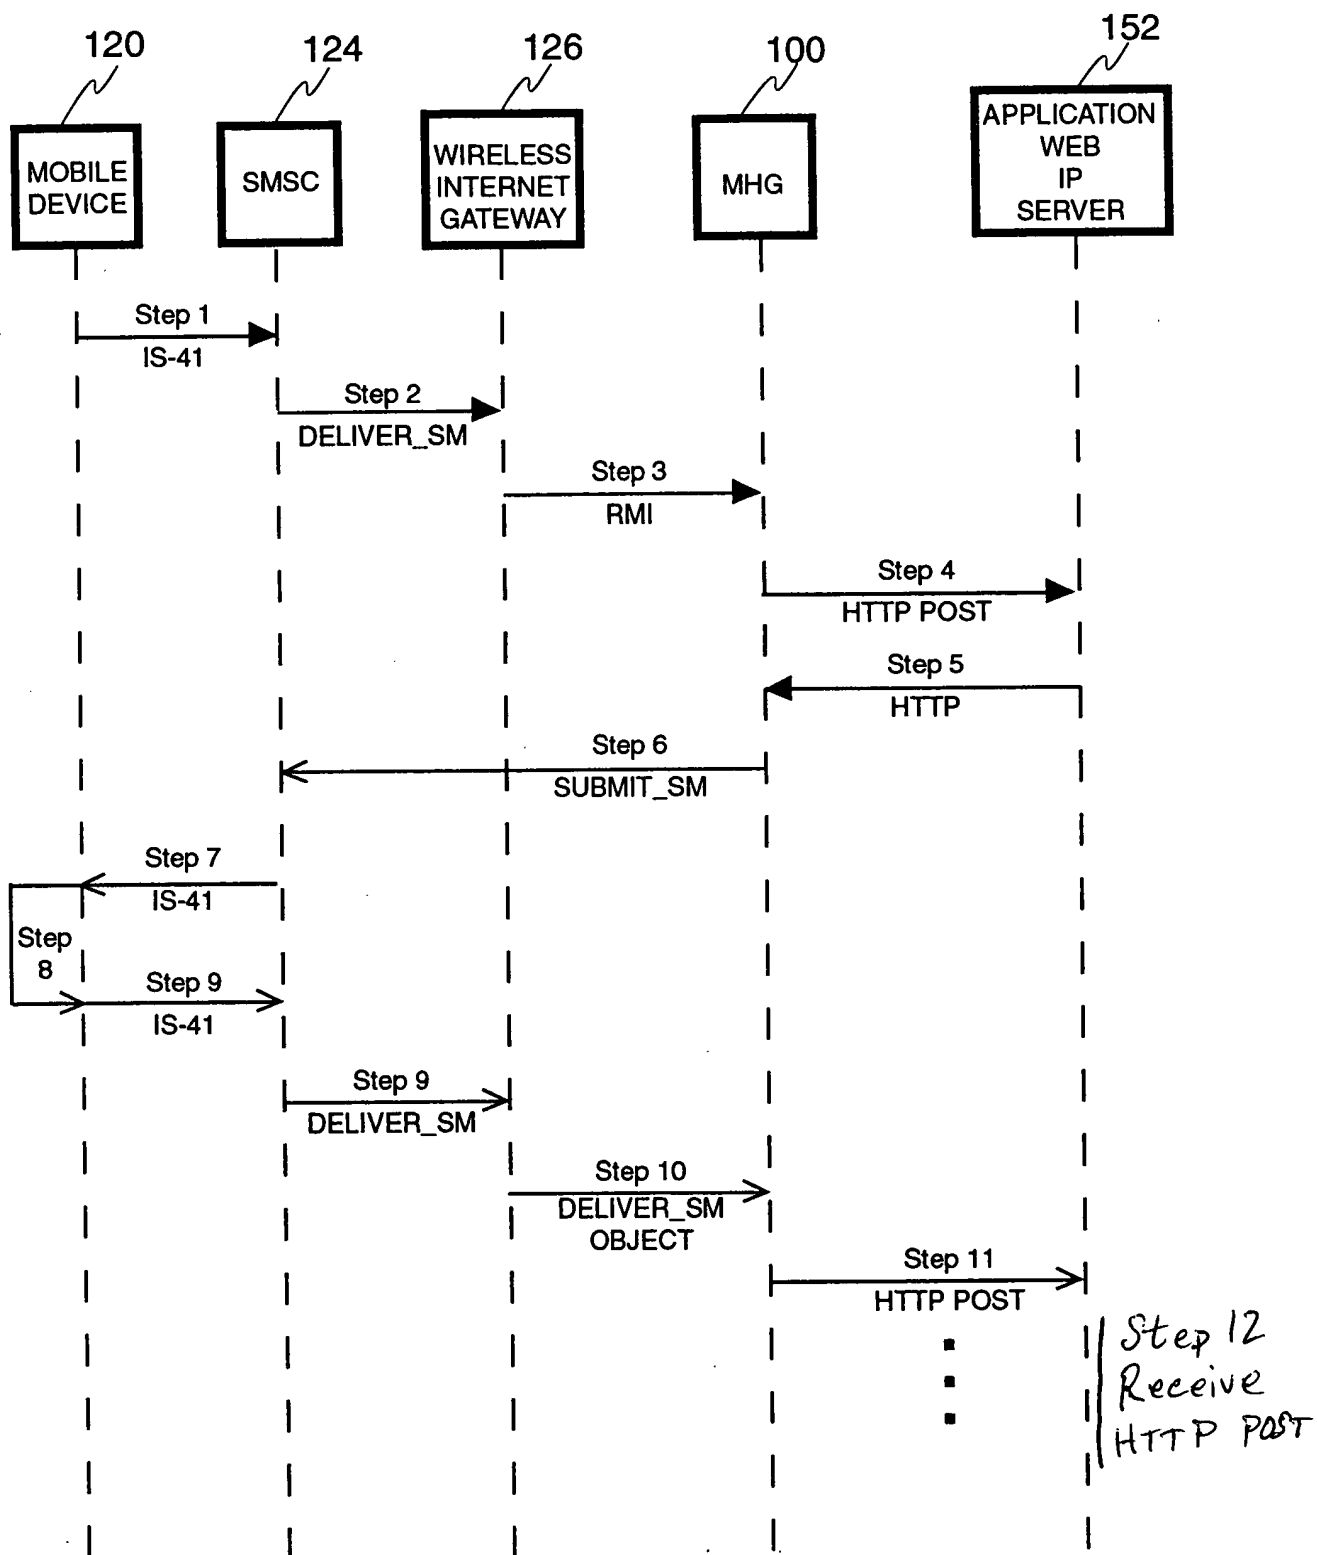 120
124
126
100
152
MOBILE
DEVICE
SMSC
WIRELESS
INTERNET
GATEWAY
MHG
APPLICATION
WEB
IP
SERVER
Step 1
IS-41
Step 2
DELIVER_SM
Step 3
RMI
Step 4
HTTP POST
Step 5
HTTP
Step 6
SUBMIT_SM
Step 7
IS-41
Step
8
Step 9
IS-41
Step 9
DELIVER_SM
Step 10
DELIVER_SM
OBJECT
Step 11
HTTP POST
Step 12
Receive
HTTP POST